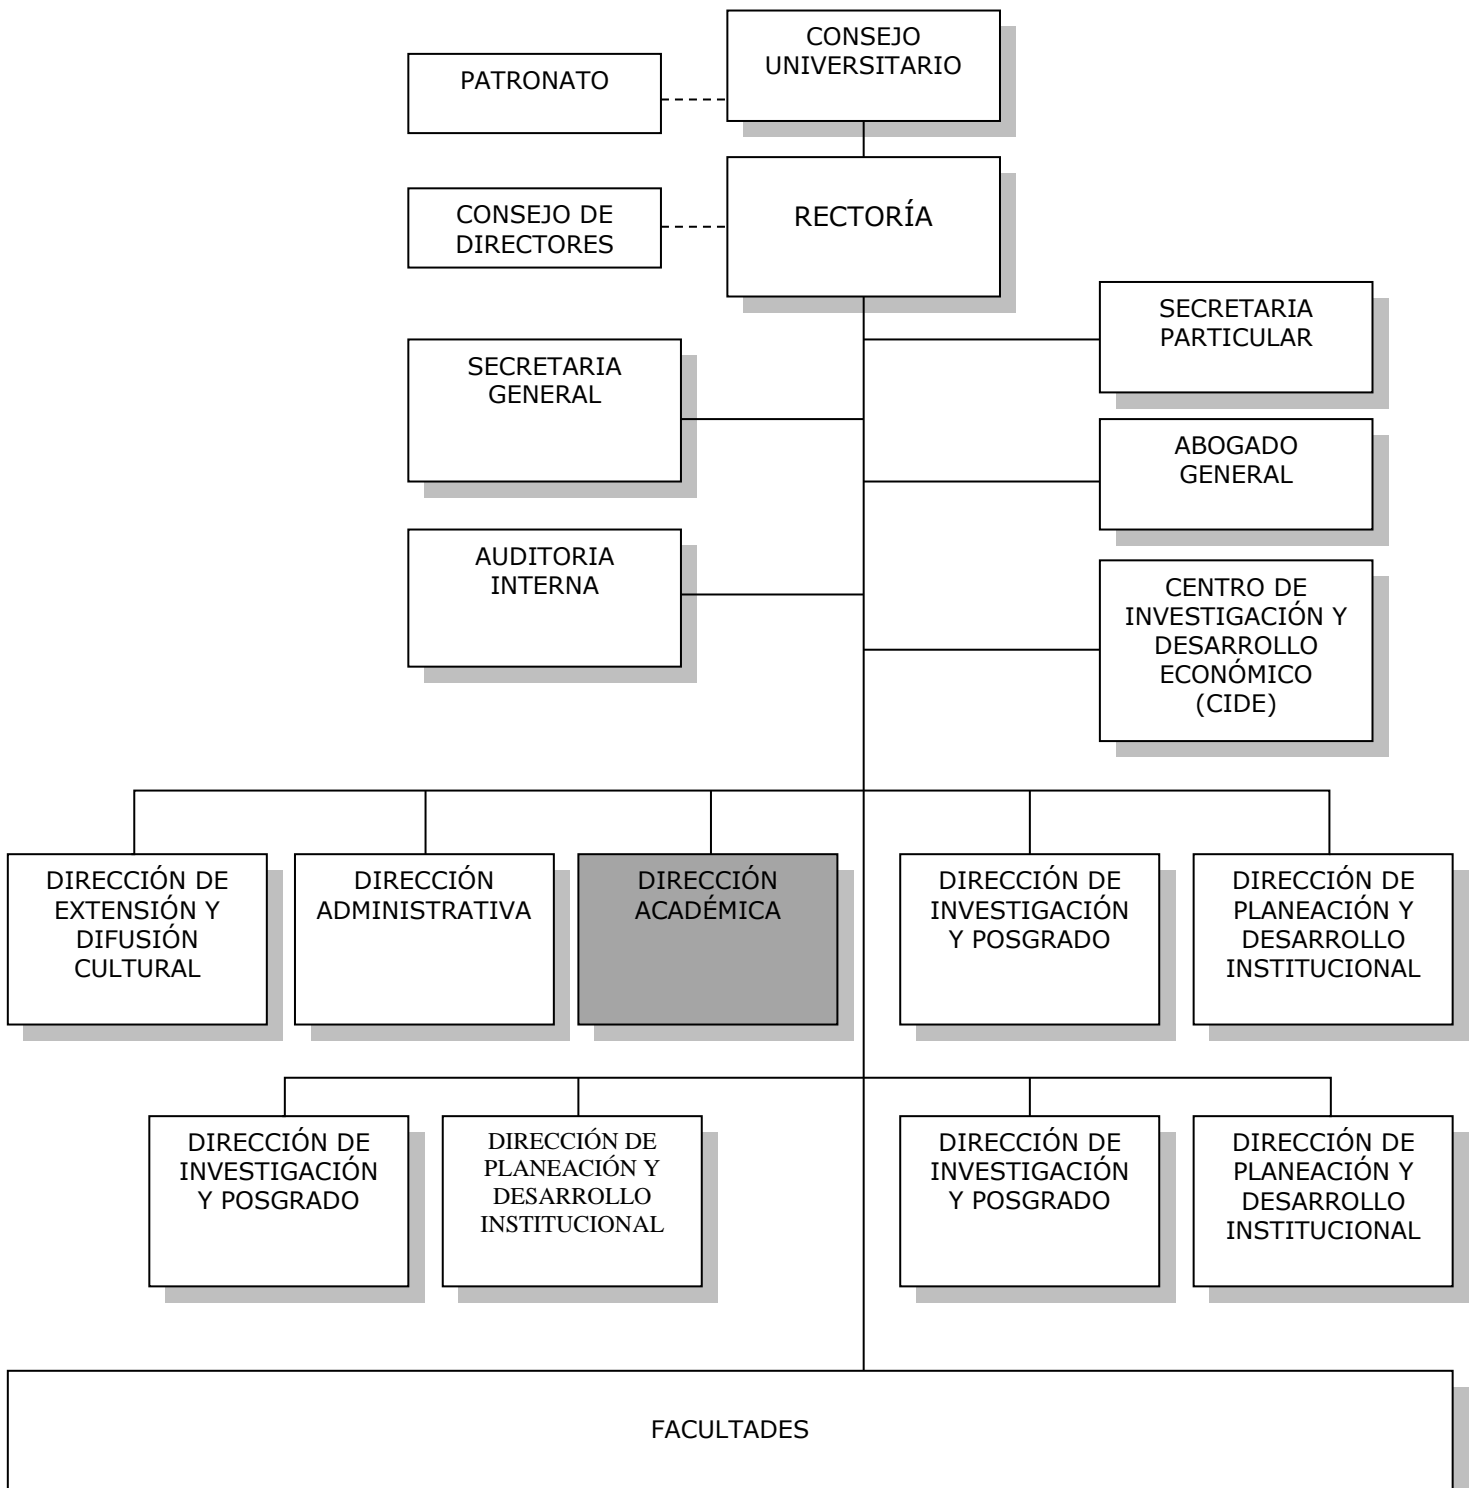 CONSEJO
UNIVERSITARIO
PATRONATO
RECTORÍA
CONSEJO DE
DIRECTORES
SECRETARIA
PARTICULAR
SECRETARIA
GENERAL
ABOGADO
GENERAL
AUDITORIA
INTERNA
CENTRO DE
INVESTIGACIÓN Y
DESARROLLO
ECONÓMICO
(CIDE)
DIRECCIÓN DE
EXTENSIÓN Y
DIFUSIÓN
CULTURAL
DIRECCIÓN
ADMINISTRATIVA
DIRECCIÓN
ACADÉMICA
DIRECCIÓN DE
INVESTIGACIÓN
Y POSGRADO
DIRECCIÓN DE
PLANEACIÓN Y
DESARROLLO
INSTITUCIONAL
DIRECCIÓN DE
INVESTIGACIÓN
Y POSGRADO
DIRECCIÓN DE
PLANEACIÓN Y
DESARROLLO
INSTITUCIONAL
DIRECCIÓN DE
INVESTIGACIÓN
Y POSGRADO
DIRECCIÓN DE
PLANEACIÓN Y
DESARROLLO
INSTITUCIONAL
FACULTADES